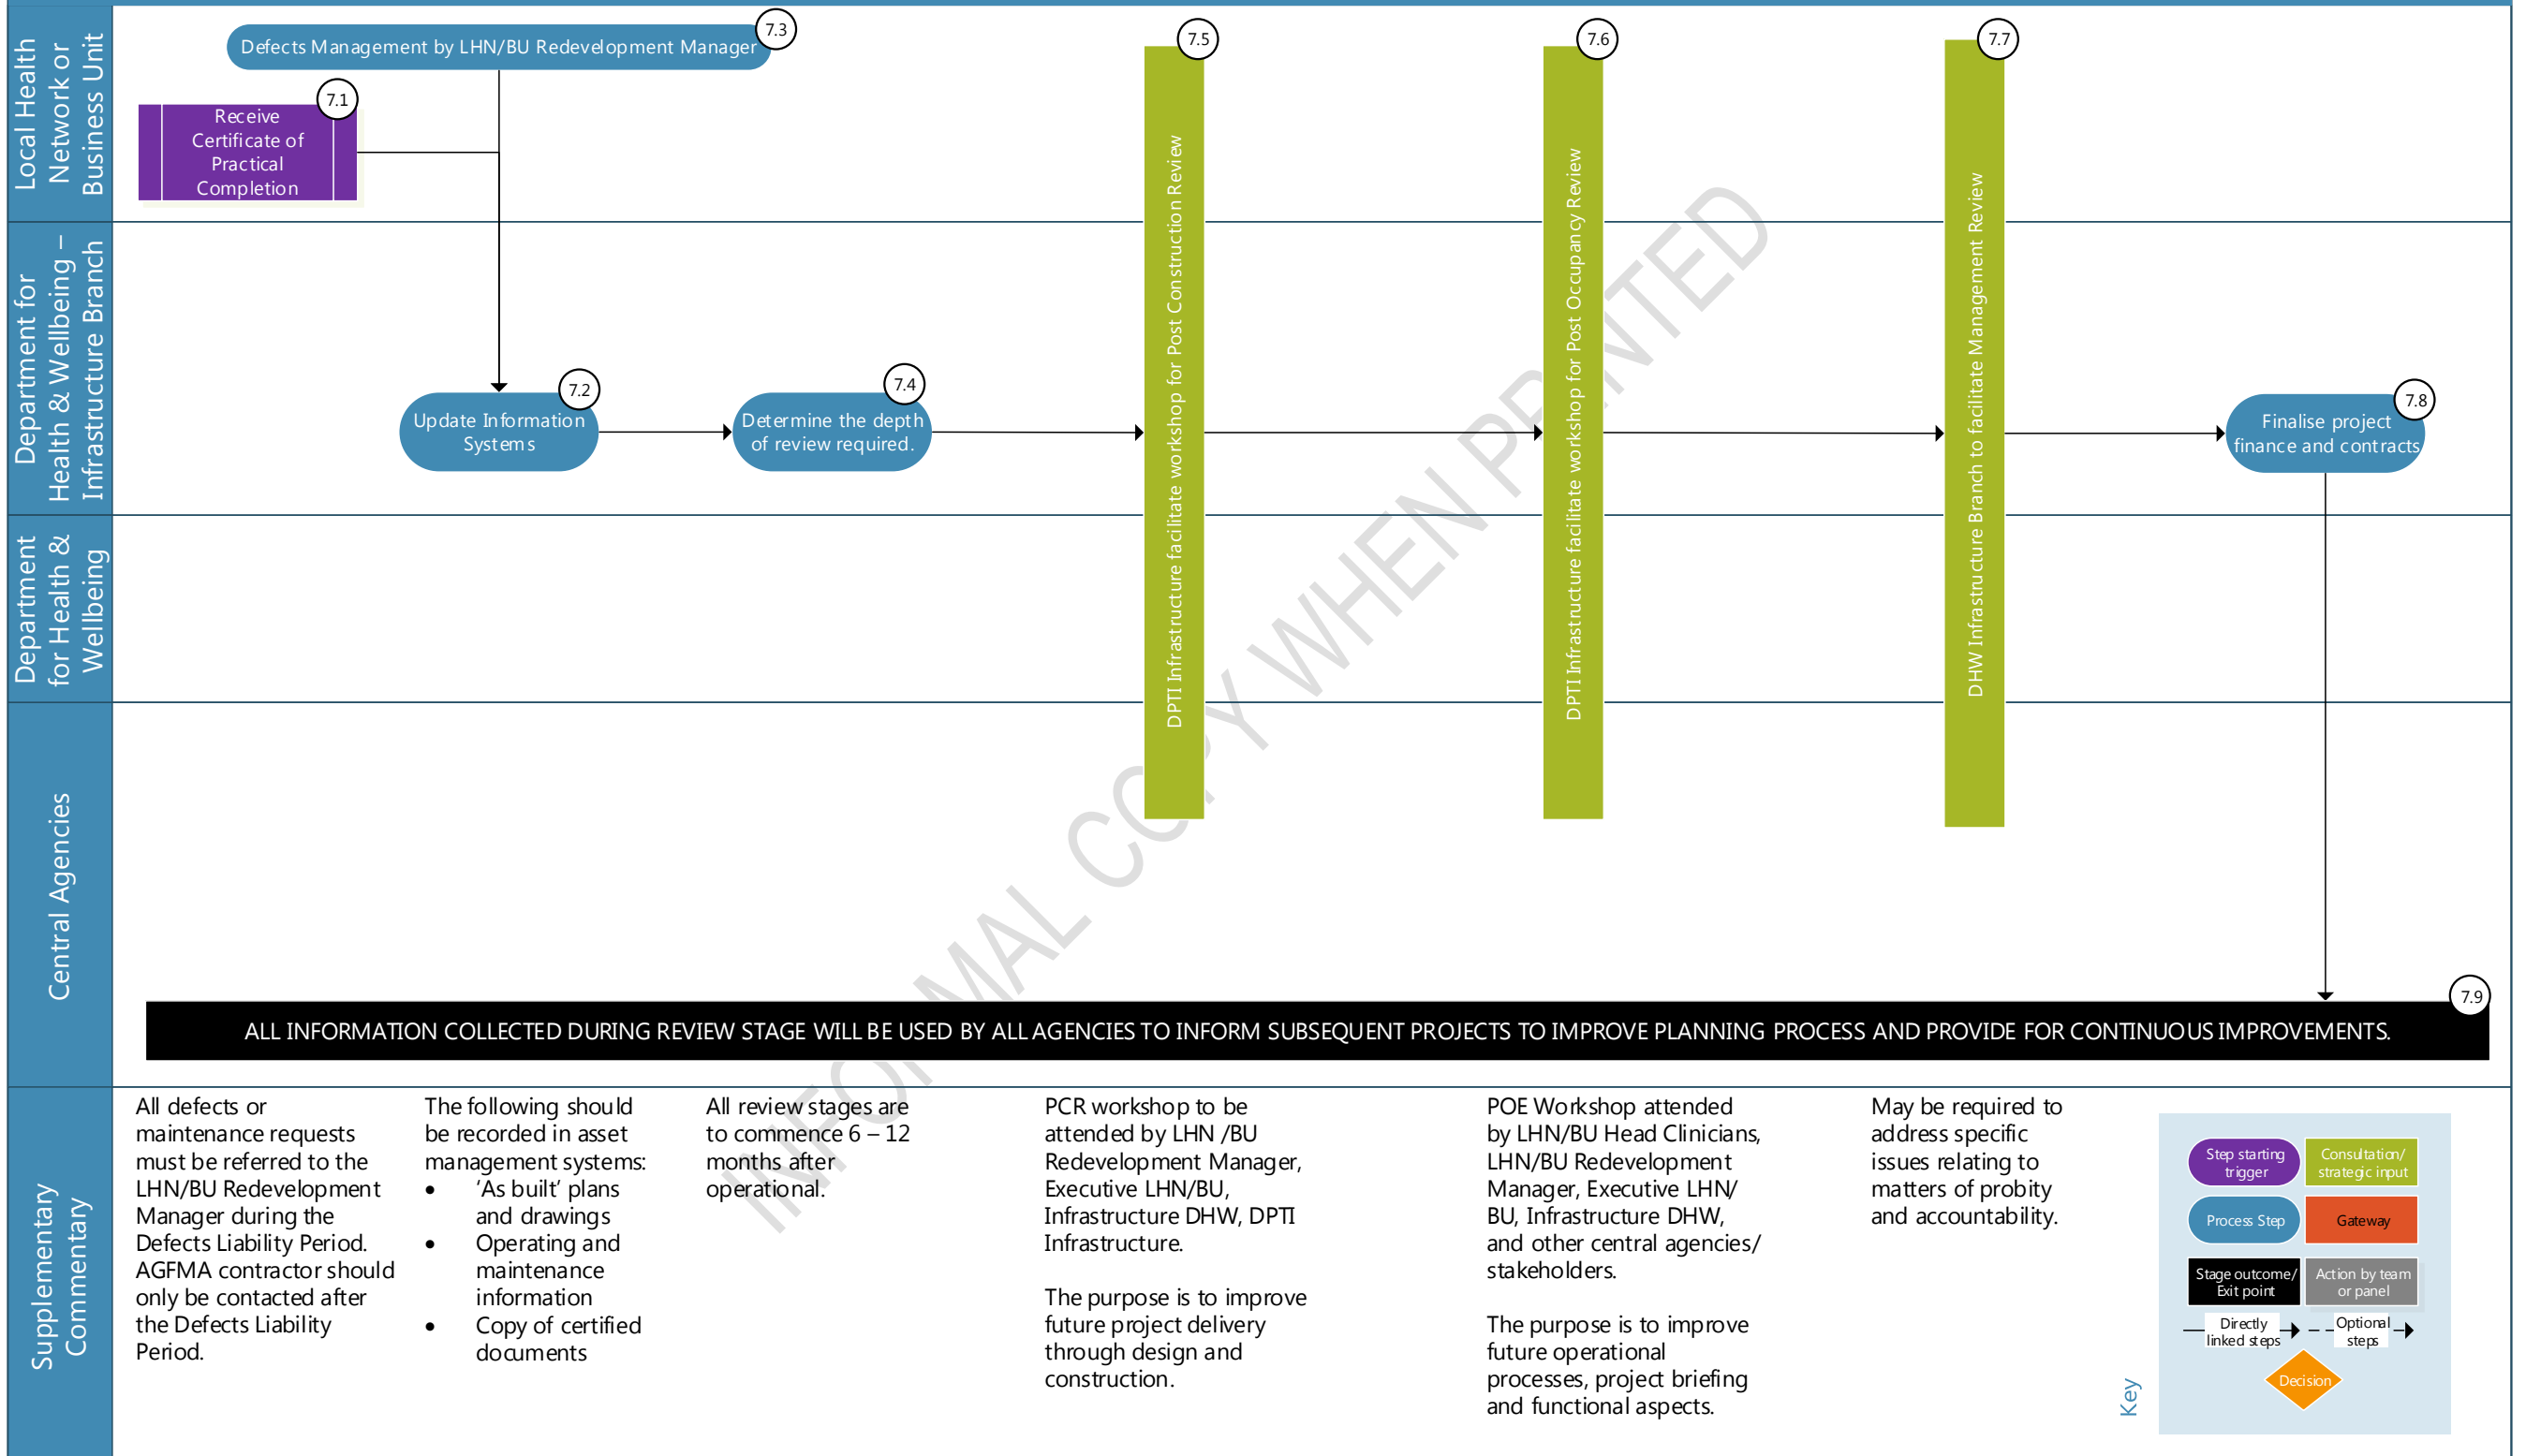 Local Health
Network or
Business Unit
Defects Management by LHN/BU Redevelopment Manager
7.3
7.1
Receive
Certificate of
Practical
Completion
7.5
DPTI Infrastructure facilitate workshop for Post Construction Review
7.6
DPTI Infrastructure facilitate workshop for Post Occupancy Review
7.7
DHW Infrastructure Branch to facilitate Management Review
Department for
Health & Wellbeing –
Infrastructure Branch
7.2
Update Information
Systems
7.4
Determine the depth
of review required.
7.8
Finalise project
finance and contracts
Department
for Health &
Wellbeing
Central Agencies
7.9
ALL INFORMATION COLLECTED DURING REVIEW STAGE WILL BE USED BY ALL AGENCIES TO INFORM SUBSEQUENT PROJECTS TO IMPROVE PLANNING PROCESS AND PROVIDE FOR CONTINUOUS IMPROVEMENTS.
INFORMAL COPY WHEN PRINTED
Supplementary
Commentary
All defects or
maintenance requests
must be referred to the
LHN/BU Redevelopment
Manager during the
Defects Liability Period.
AGFMA contractor should
only be contacted after
the Defects Liability
Period.
The following should
be recorded in asset
management systems:
• 'As built' plans
and drawings
• Operating and
maintenance
information
• Copy of certified
documents
All review stages are
to commence 6 – 12
months after
operational.
PCR workshop to be
attended by LHN /BU
Redevelopment Manager,
Executive LHN/BU,
Infrastructure DHW, DPTI
Infrastructure.
The purpose is to improve
future project delivery
through design and
construction.
POE Workshop attended
by LHN/BU Head Clinicians,
LHN/BU Redevelopment
Manager, Executive LHN/
BU, Infrastructure DHW,
and other central agencies/
stakeholders.
The purpose is to improve
future operational
processes, project briefing
and functional aspects.
May be required to
address specific
issues relating to
matters of probity
and accountability.
Key
Step starting
trigger
Consultation/
strategic input
Process Step
Gateway
Stage outcome/
Exit point
Action by team
or panel
Directly
linked steps
Optional
steps
Decision